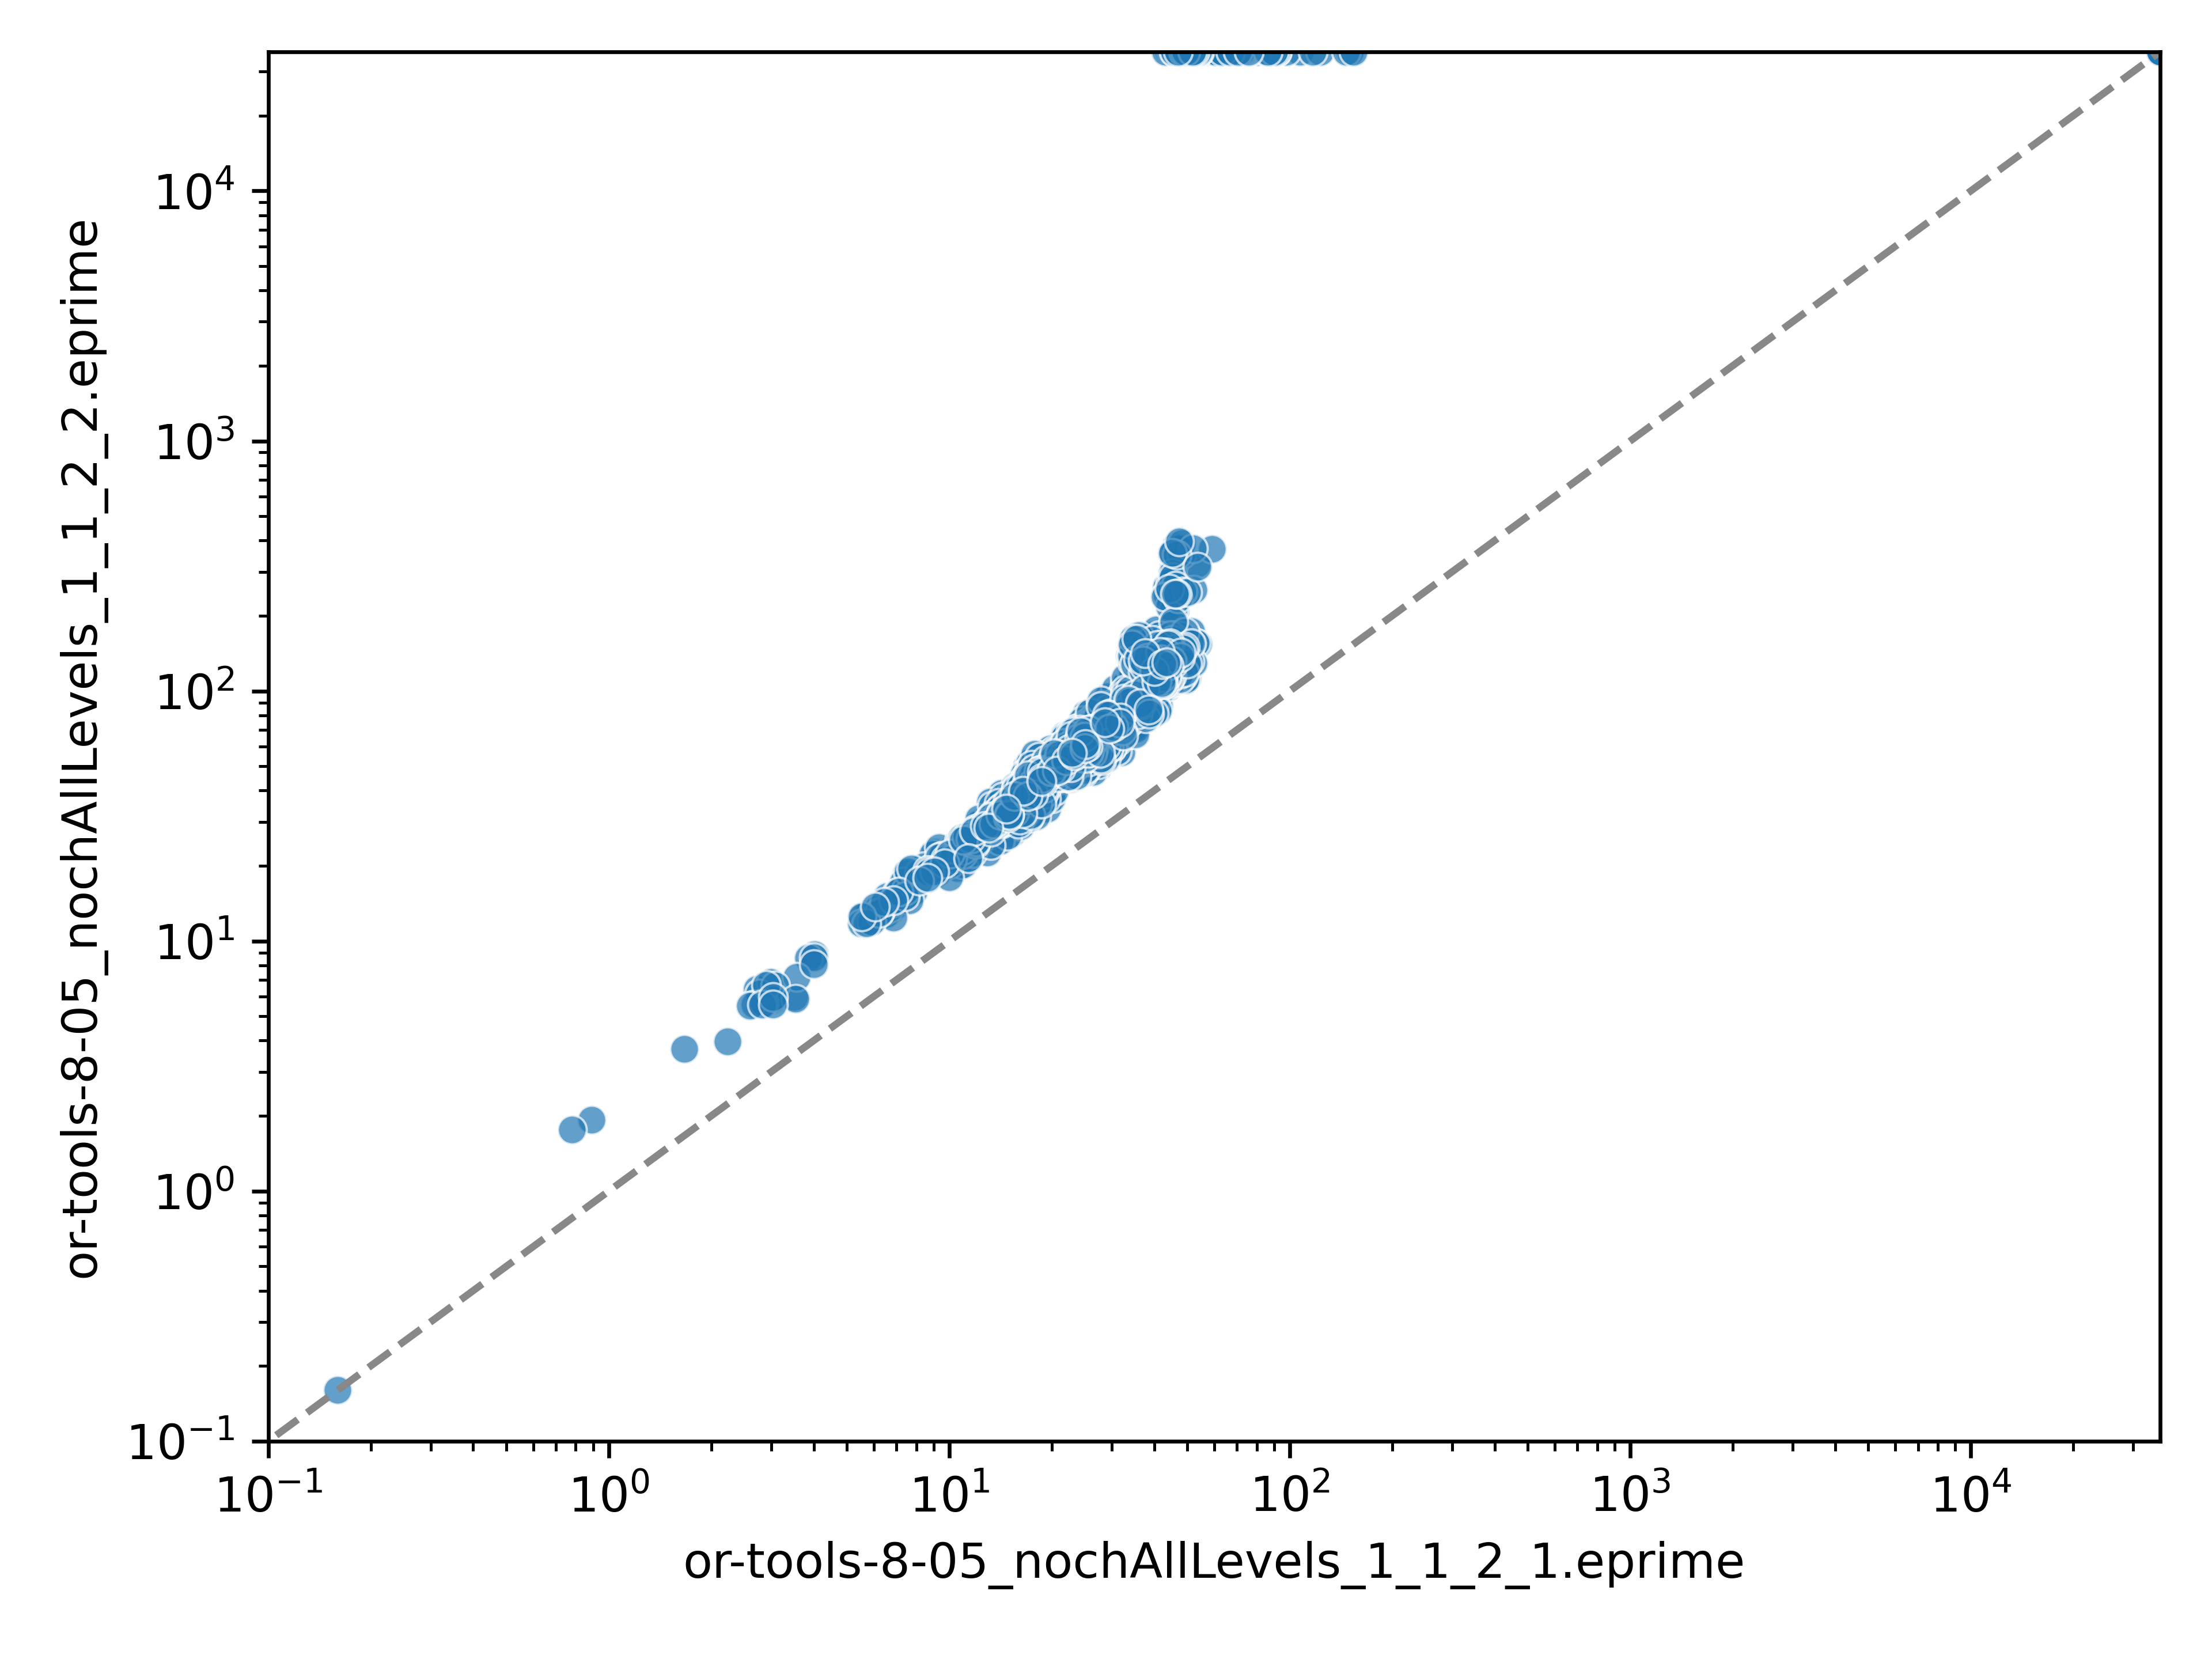 or-tools-8-05_nochAllLevels_1_1_2_2.eprime
10⁴
10³
10²
10¹
10⁰
10⁻¹
10⁻¹ 10⁰ 10¹ 10² 10³ 10⁴
or-tools-8-05_nochAllLevels_1_1_2_1.eprime